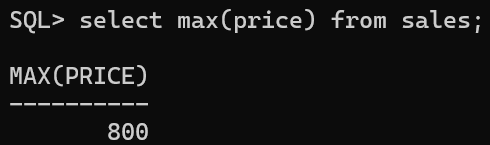 SQL> select max(price) from sales;
MAX(PRICE)
----------
800